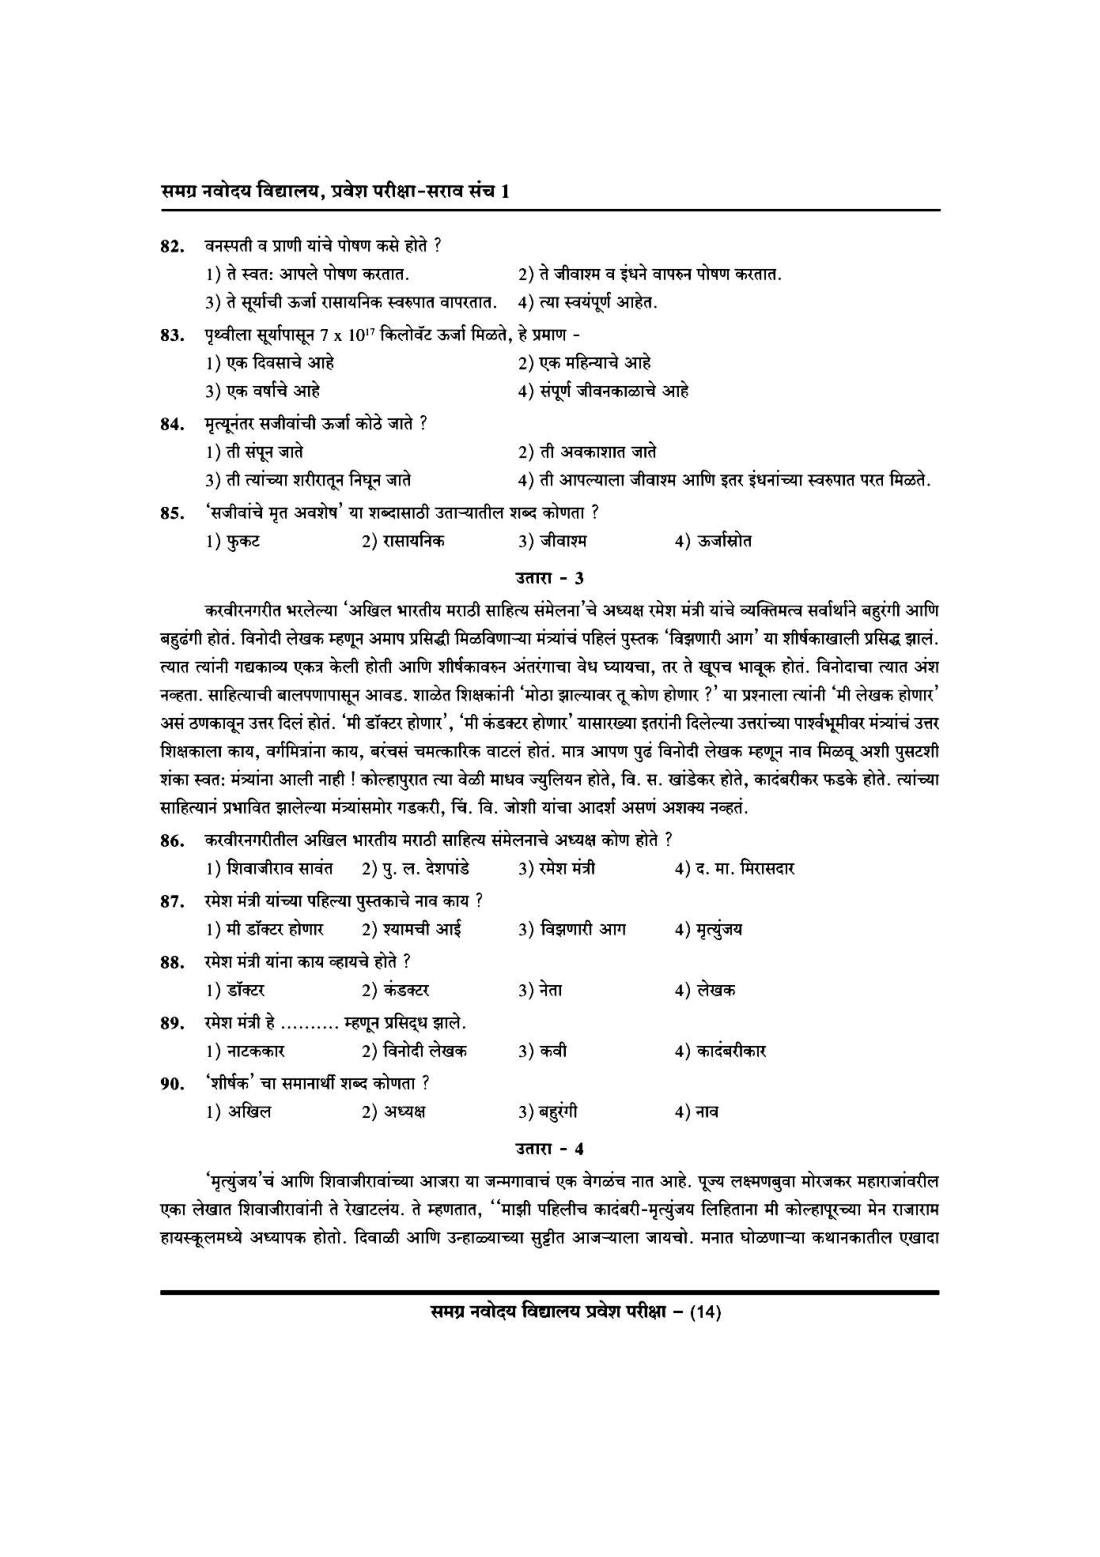 समग्र नवोदय विद्यालय, प्रवेश परीक्षा-सराव संच 1
82. वनस्पती व प्राणी यांचे पोषण कसे होते ?
1) ते स्वत: आपले पोषण करतात. 2) ते जीवाश्म व इंधने वापरुन पोषण करतात.
3) ते सूर्याची ऊर्जा रासायनिक स्वरुपात वापरतात. 4) त्या स्वयंपूर्ण आहेत.
83. पृथ्वीला सूर्यापासून 7 x 10¹⁷ किलोवॅट ऊर्जा मिळते, हे प्रमाण -
1) एक दिवसाचे आहे 2) एक महिन्याचे आहे
3) एक वर्षाचे आहे 4) संपूर्ण जीवनकाळाचे आहे
84. मृत्यूनंतर सजीवांची ऊर्जा कोठे जाते ?
1) ती संपून जाते 2) ती अवकाशात जाते
3) ती त्यांच्या शरीरातून निघून जाते 4) ती आपल्याला जीवाश्म आणि इतर इंधनांच्या स्वरुपात परत मिळते.
85. ‘सजीवांचे मृत अवशेष’ या शब्दासाठी उताऱ्यातील शब्द कोणता ?
1) फुकट 2) रासायनिक 3) जीवाश्म 4) ऊर्जास्रोत
उतारा - 3
करवीरनगरीत भरलेल्या ‘अखिल भारतीय मराठी साहित्य संमेलना’चे अध्यक्ष रमेश मंत्री यांचे व्यक्तिमत्व सर्वार्थाने बहुरंगी आणि
बहुढंगी होतं. विनोदी लेखक म्हणून अमाप प्रसिद्धी मिळविणाऱ्या मंत्र्यांचं पहिलं पुस्तक ‘विझणारी आग’ या शीर्षकाखाली प्रसिद्ध झालं.
त्यात त्यांनी गद्यकाव्य एकत्र केली होती आणि शीर्षकावरुन अंतरंगाचा वेध घ्यायचा, तर ते खूपच भावूक होतं. विनोदाचा त्यात अंश
नव्हता. साहित्याची बालपणापासून आवड. शाळेत शिक्षकांनी ‘मोठा झाल्यावर तू कोण होणार ?’ या प्रश्नाला त्यांनी ‘मी लेखक होणार’
असं ठणकावून उत्तर दिलं होतं. ‘मी डॉक्टर होणार’, ‘मी कंडक्टर होणार’ यासारख्या इतरांनी दिलेल्या उत्तरांच्या पार्श्वभूमीवर मंत्र्यांचं उत्तर
शिक्षकाला काय, वर्गमित्रांना काय, बरंचसं चमत्कारिक वाटलं होतं. मात्र आपण पुढं विनोदी लेखक म्हणून नाव मिळवू अशी पुसटशी
शंका स्वत: मंत्र्यांना आली नाही ! कोल्हापुरात त्या वेळी माधव ज्युलियन होते, वि. स. खांडेकर होते, कादंबरीकर फडके होते. त्यांच्या
साहित्यानं प्रभावित झालेल्या मंत्र्यांसमोर गडकरी, चिं. वि. जोशी यांचा आदर्श असणं अशक्य नव्हतं.
86. करवीरनगरीतील अखिल भारतीय मराठी साहित्य संमेलनाचे अध्यक्ष कोण होते ?
1) शिवाजीराव सावंत 2) पु. ल. देशपांडे 3) रमेश मंत्री 4) द. मा. मिरासदार
87. रमेश मंत्री यांच्या पहिल्या पुस्तकाचे नाव काय ?
1) मी डॉक्टर होणार 2) श्यामची आई 3) विझणारी आग 4) मृत्युंजय
88. रमेश मंत्री यांना काय व्हायचे होते ?
1) डॉक्टर 2) कंडक्टर 3) नेता 4) लेखक
89. रमेश मंत्री हे .......... म्हणून प्रसिद्ध झाले.
1) नाटककार 2) विनोदी लेखक 3) कवी 4) कादंबरीकार
90. ‘शीर्षक’ चा समानार्थी शब्द कोणता ?
1) अखिल 2) अध्यक्ष 3) बहुरंगी 4) नाव
उतारा - 4
‘मृत्युंजय’चं आणि शिवाजीरावांच्या आजरा या जन्मगावाचं एक वेगळंच नात आहे. पूज्य लक्ष्मणबुवा मोरजकर महाराजांवरील
एका लेखात शिवाजीरावांनी ते रेखाटलंय. ते म्हणतात, ‘‘माझी पहिलीच कादंबरी-मृत्युंजय लिहिताना मी कोल्हापूरच्या मेन राजाराम
हायस्कूलमध्ये अध्यापक होतो. दिवाळी आणि उन्हाळ्याच्या सुट्टीत आजऱ्याला जायचो. मनात घोळणाऱ्या कथानकातील एखादा
समग्र नवोदय विद्यालय प्रवेश परीक्षा – (14)